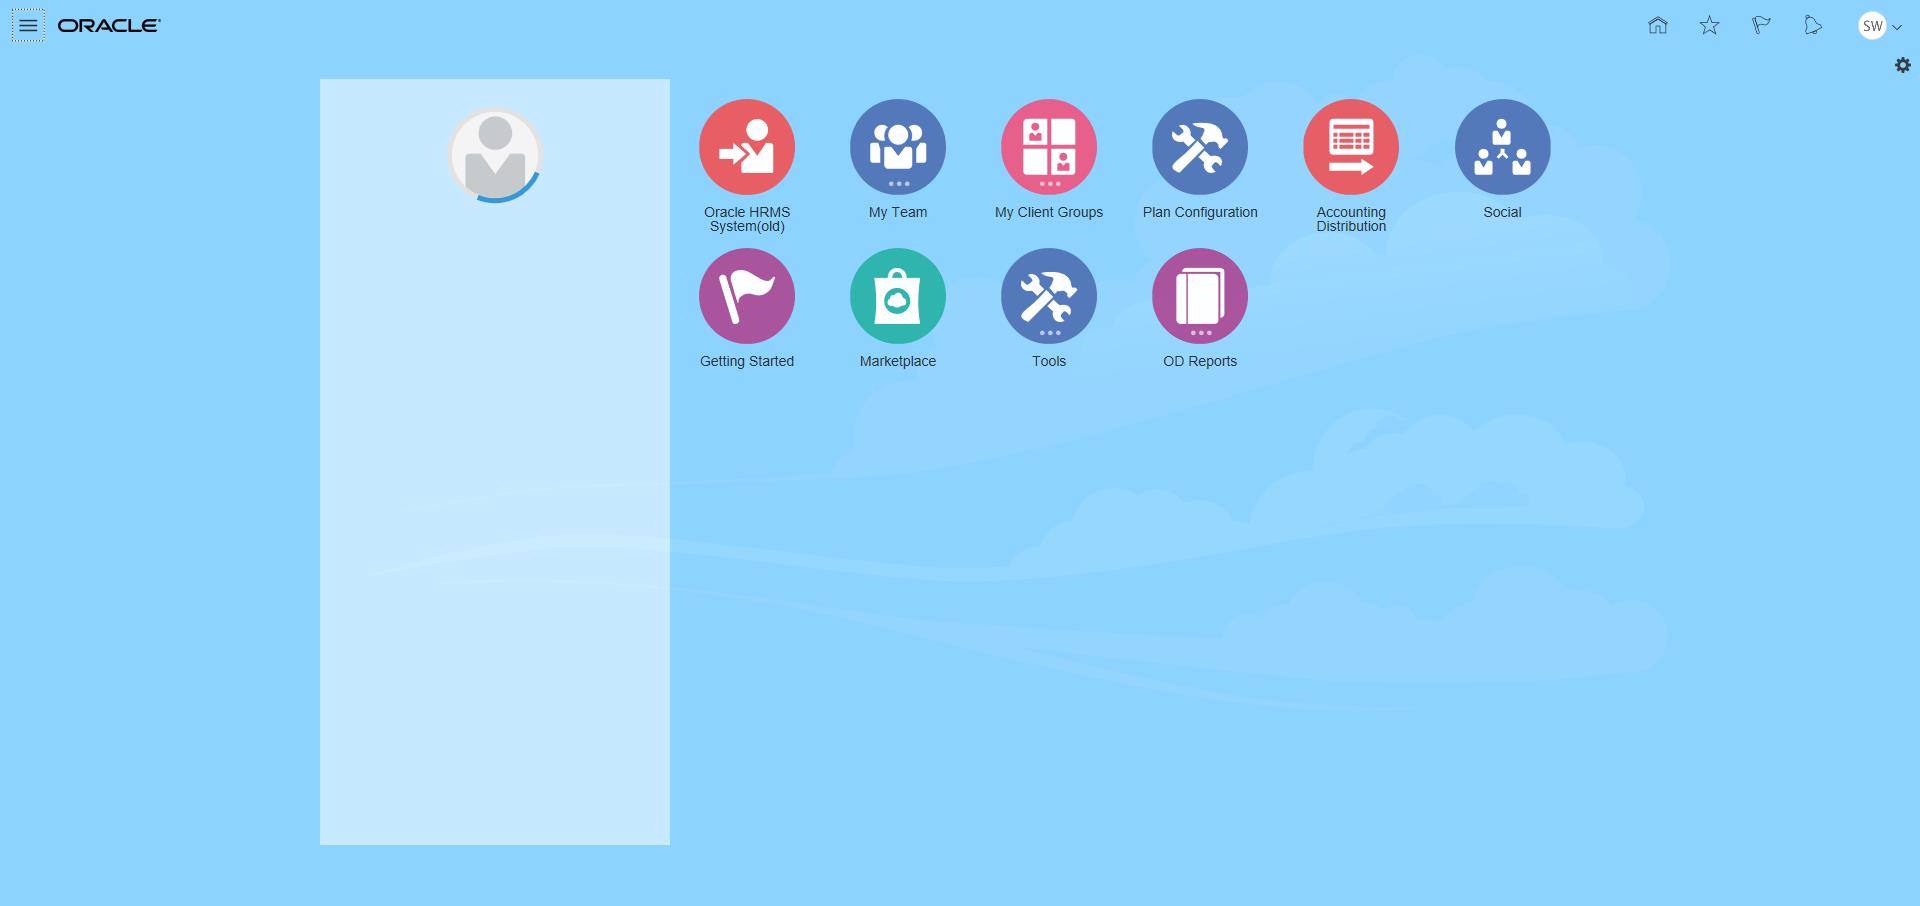 ORACLE
SW
Oracle HRMS
System(old)
My Team
My Client Groups
Plan Configuration
Accounting
Distribution
Social
Getting Started
Marketplace
Tools
OD Reports